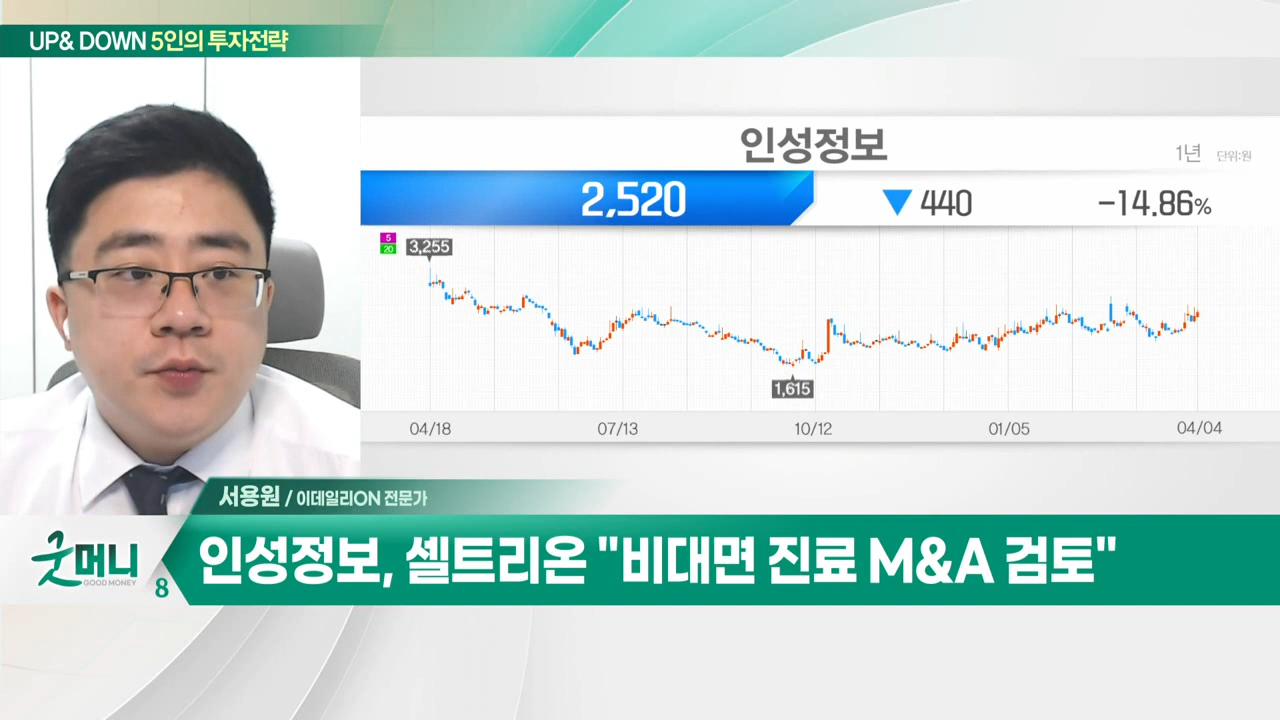 UP& DOWN 5인의 투자전략
인성정보
1년 단위:원
2,520 ▼ 440 -14.86%
5
20
3,255
1,615
04/18 07/13 10/12 01/05 04/04
서용원 / 이데일리ON 전문가
굿머니
GOOD MONEY
8
인성정보, 셀트리온 "비대면 진료 M&A 검토"